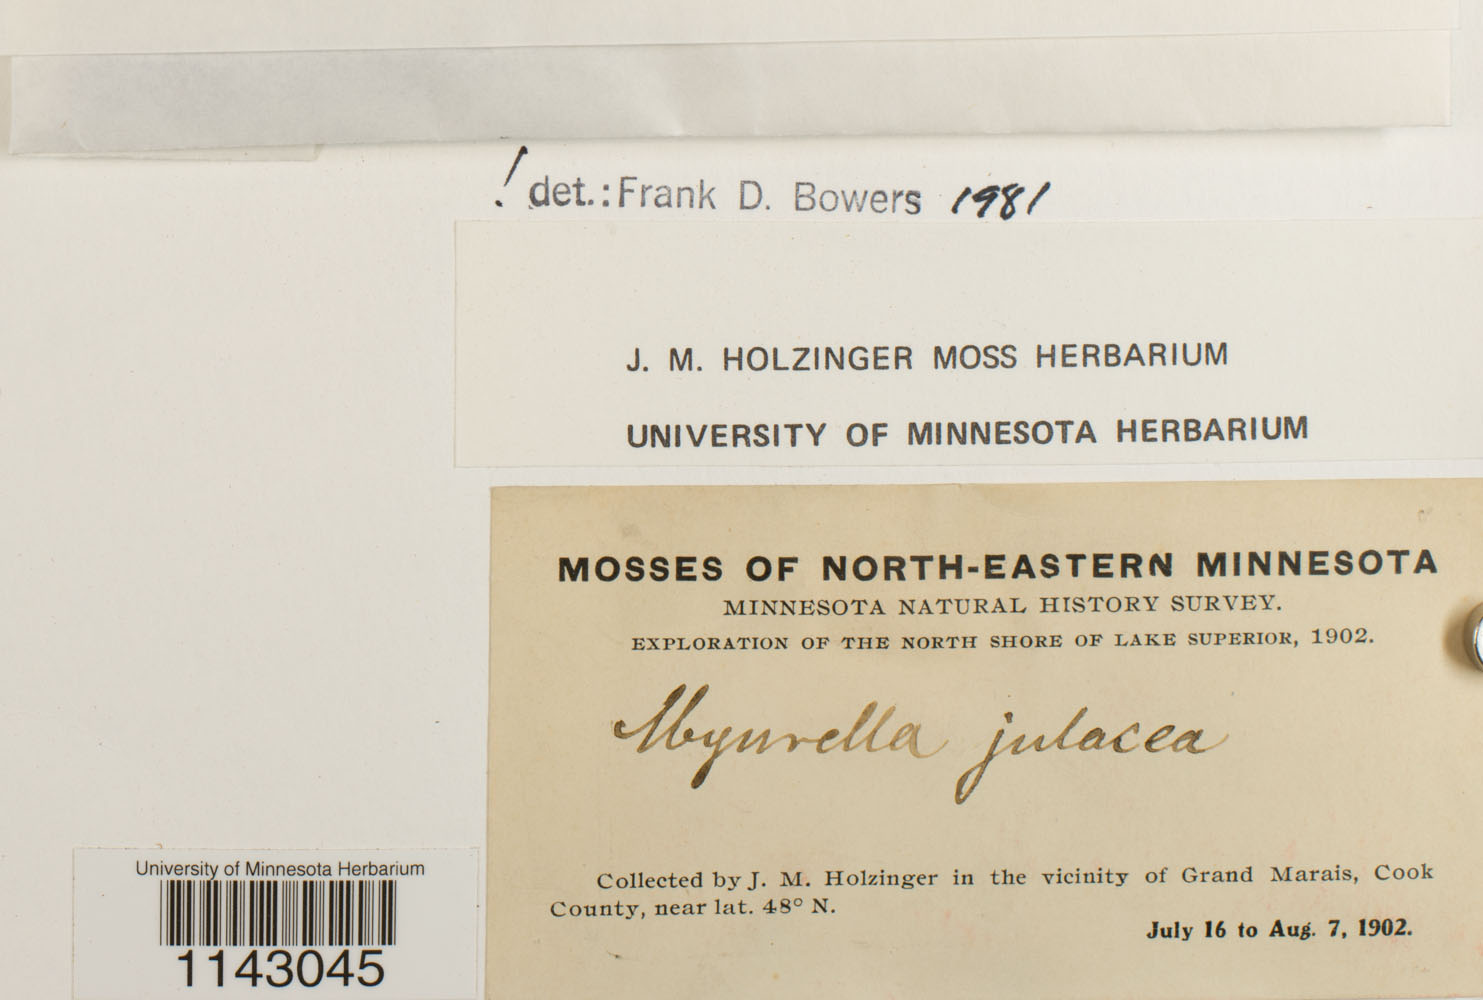 ! det.: Frank D. Bowers 1981
J. M. HOLZINGER MOSS HERBARIUM
UNIVERSITY OF MINNESOTA HERBARIUM
MOSSES OF NORTH-EASTERN MINNESOTA
MINNESOTA NATURAL HISTORY SURVEY.
EXPLORATION OF THE NORTH SHORE OF LAKE SUPERIOR, 1902.
Myurella julacea
Collected by J. M. Holzinger in the vicinity of Grand Marais, Cook
County, near lat. 48° N.
July 16 to Aug. 7, 1902.
University of Minnesota Herbarium
1143045